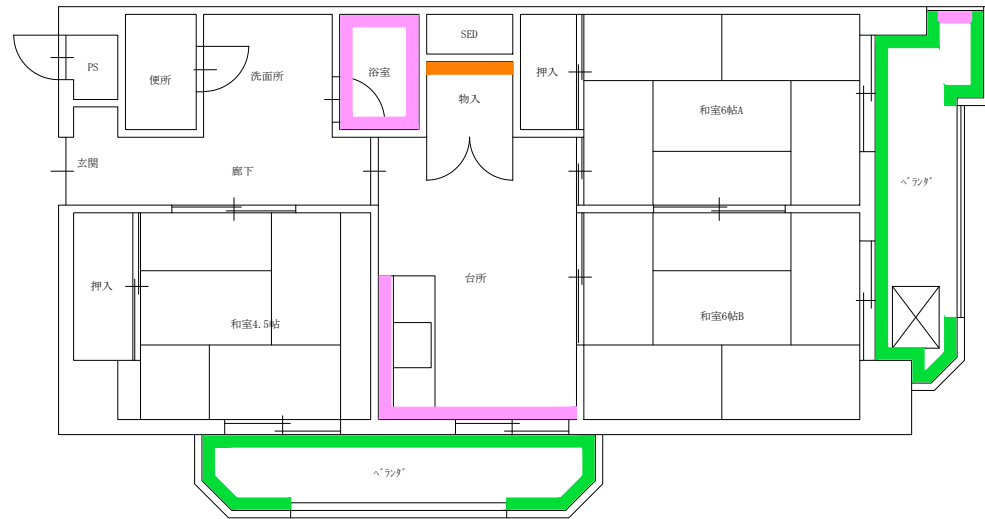 SED
PS
便所
洗面所
浴室
押入
物入
和室6帖A
玄関
廊下
ﾍﾞﾗﾝﾀﾞ
台所
押入
和室4.5帖
和室6帖B
ﾍﾞﾗﾝﾀﾞ